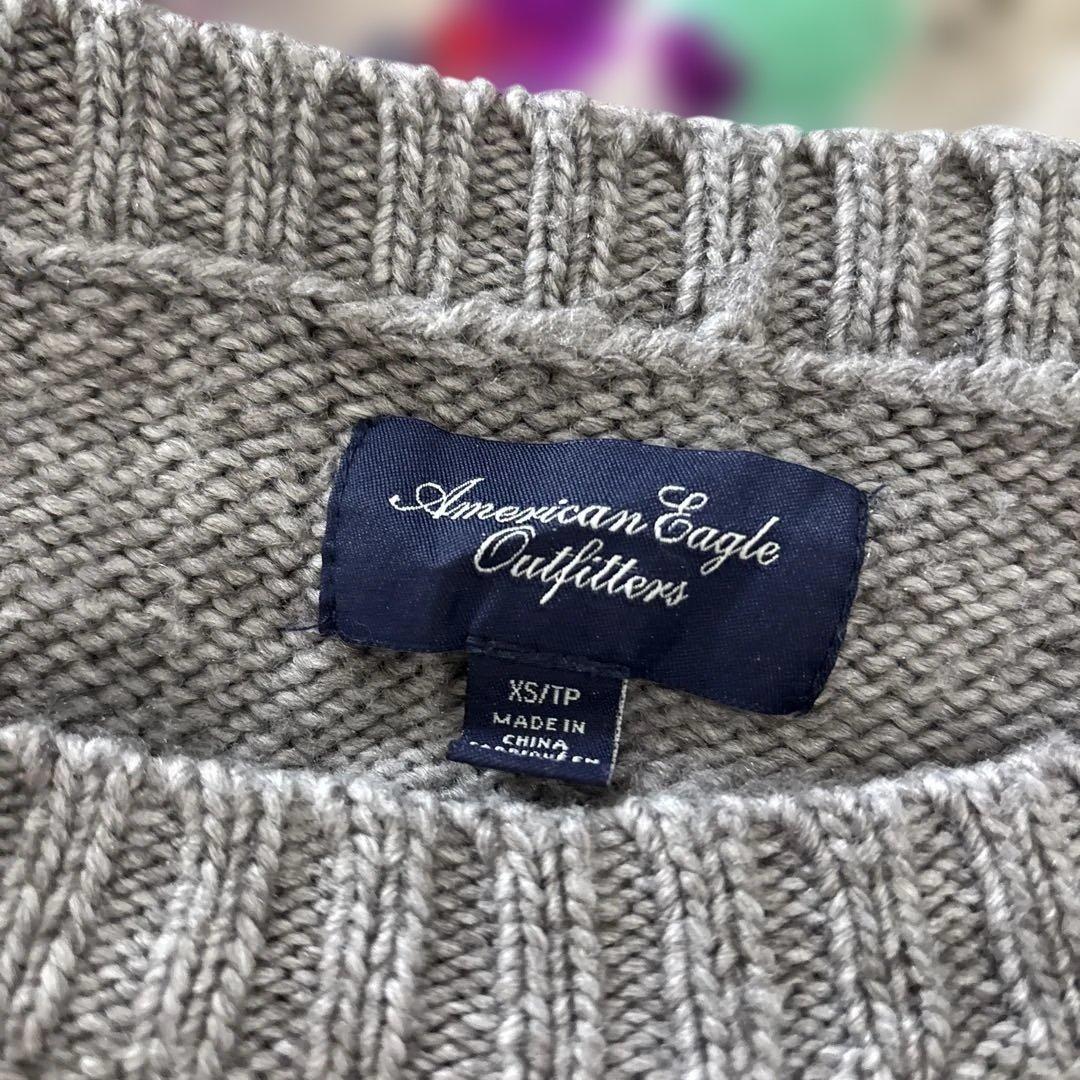 American Eagle
Outfitters
XS/TP
MADE IN
CHINA